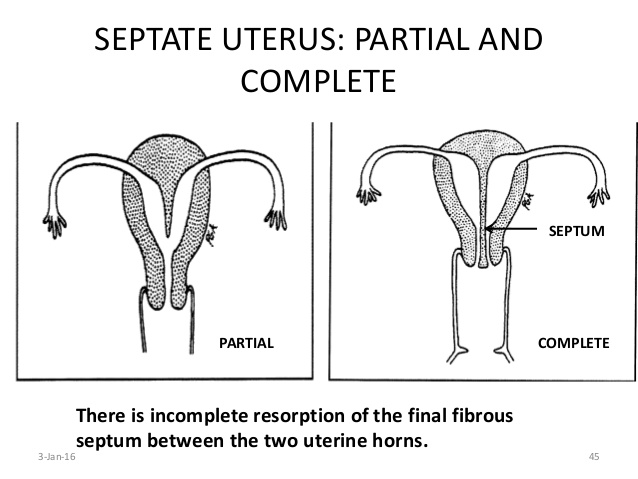 SEPTATE UTERUS: PARTIAL AND
COMPLETE
SEPTUM
PARTIAL
COMPLETE
There is incomplete resorption of the final fibrous
septum between the two uterine horns.
3-Jan-16
45